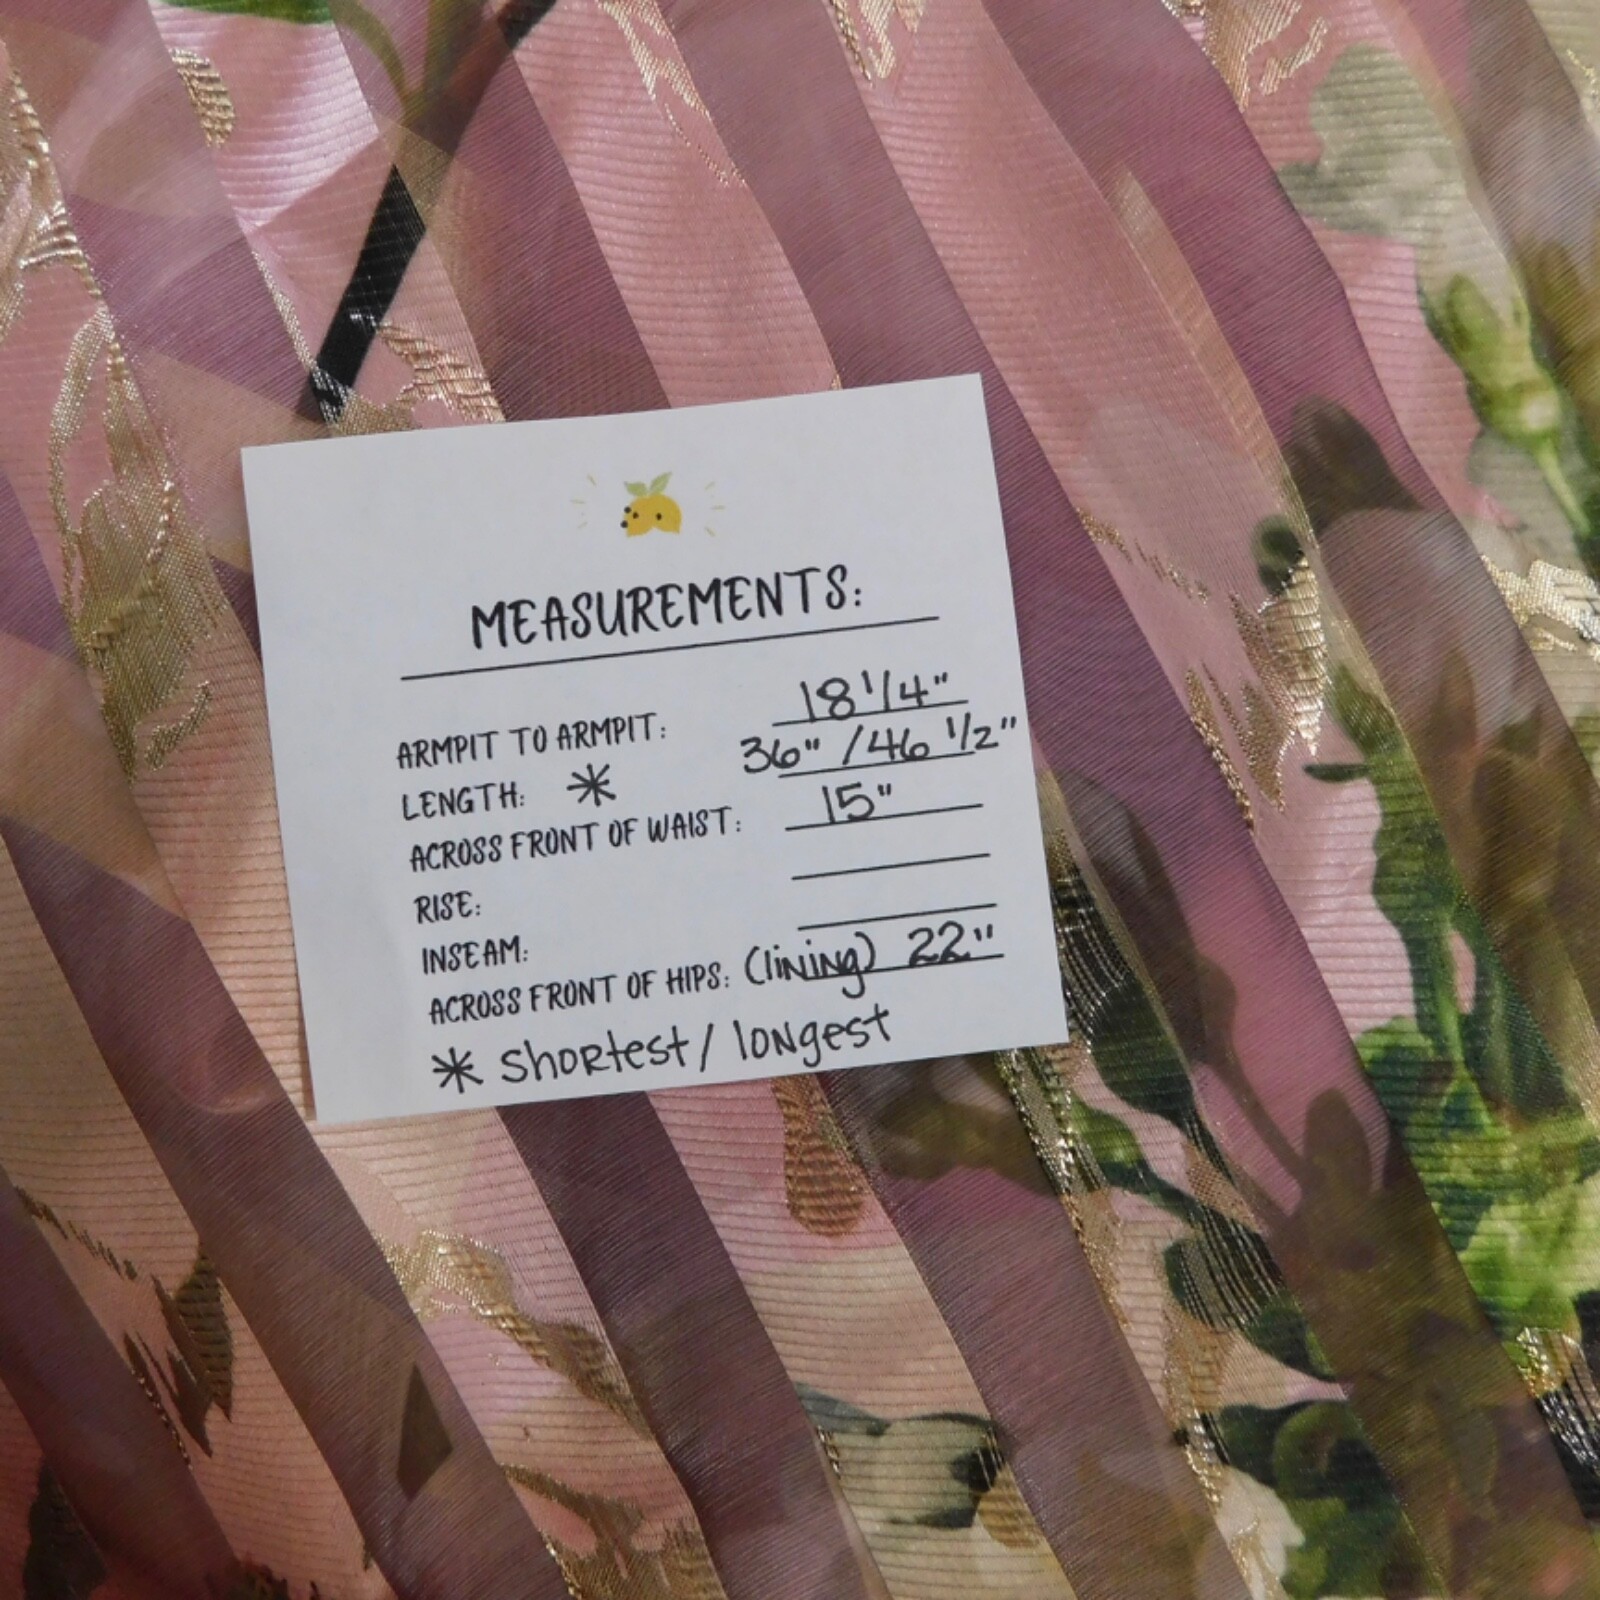 MEASUREMENTS:
ARMPIT TO ARMPIT: 18 1/4"
LENGTH: * 36" / 46 1/2"
ACROSS FRONT OF WAIST: 15"
RISE:
INSEAM:
ACROSS FRONT OF HIPS: (lining) 22"
* shortest / longest